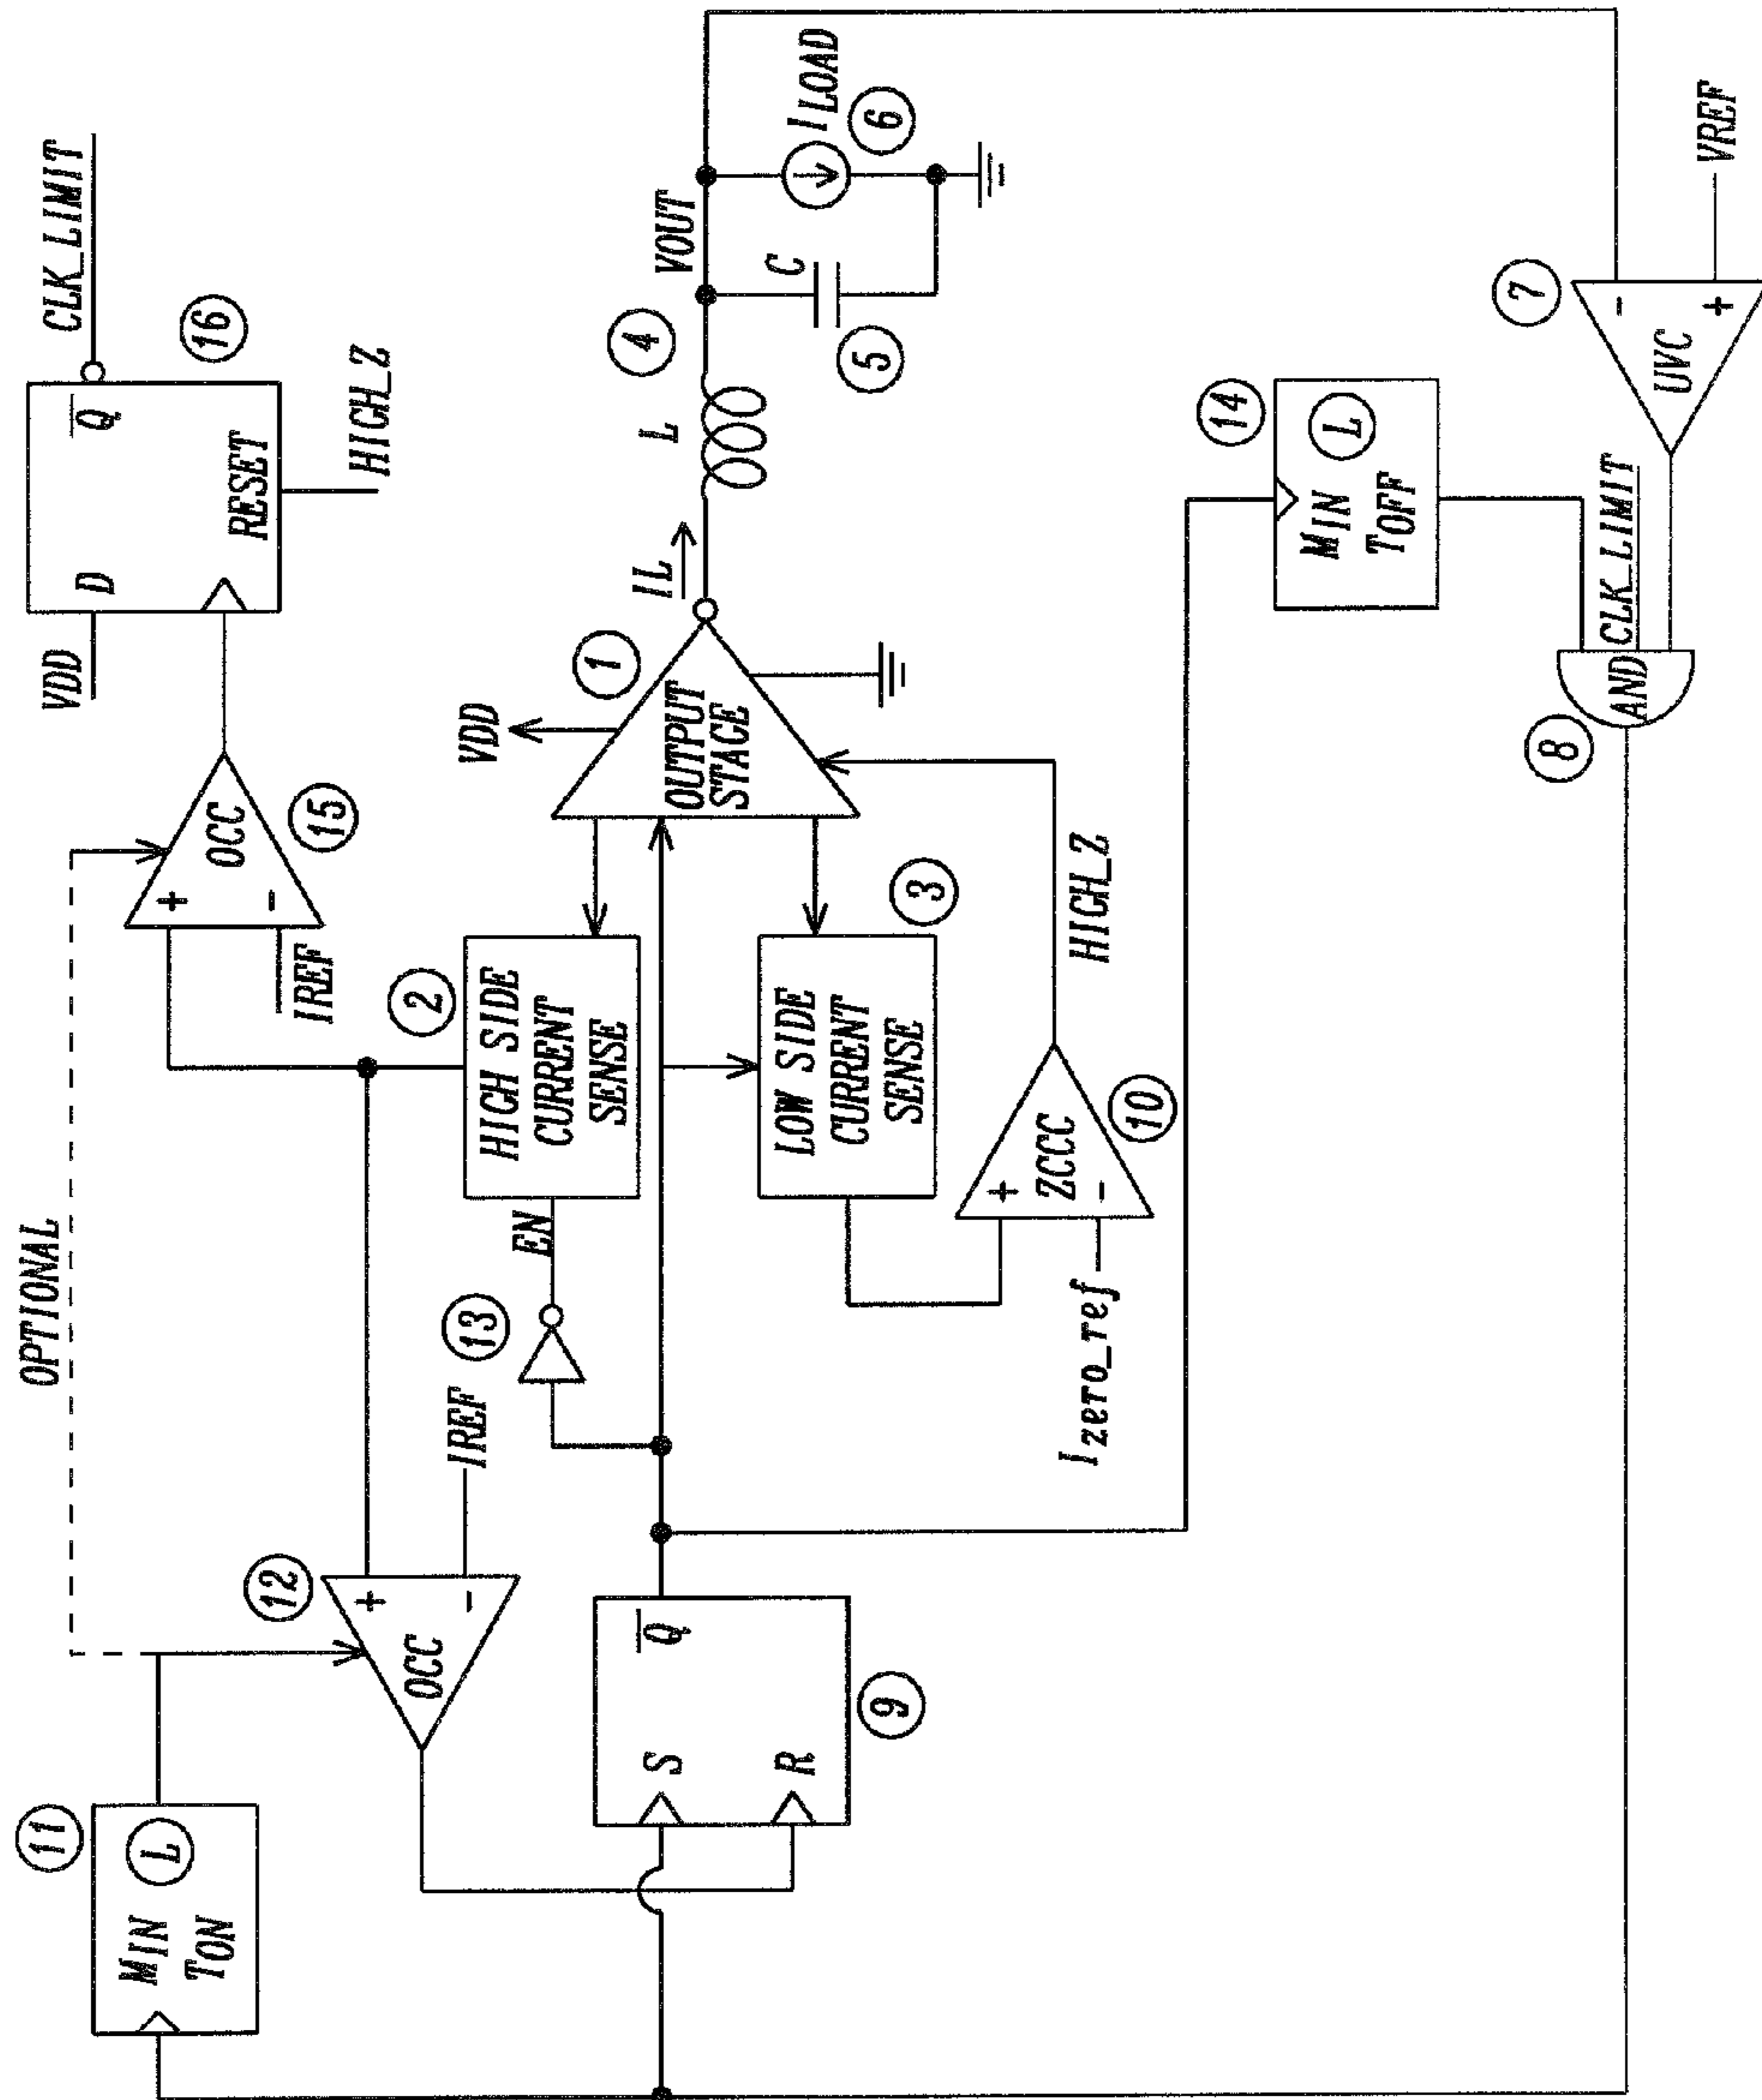 OPTIONAL
11
MIN L
TON
12
+
-
OCC
IREF
+
-
OCC
15
IREF
VDD
D
Q
RESET
16
CLK_LIMIT
HIGH_Z
S
R
Q
9
13
EN
2
HIGH SIDE
CURRENT
SENSE
LOW SIDE
CURRENT
SENSE
3
VDD
1
OUTPUT
STAGE
IL
L
4
VOUT
C
5
ILOAD
6
+
-
ZCCC
10
Izero_ref
HIGH_Z
14
MIN L
TOFF
8
AND
CLK_LIMIT
7
UVC
-
+
VREF